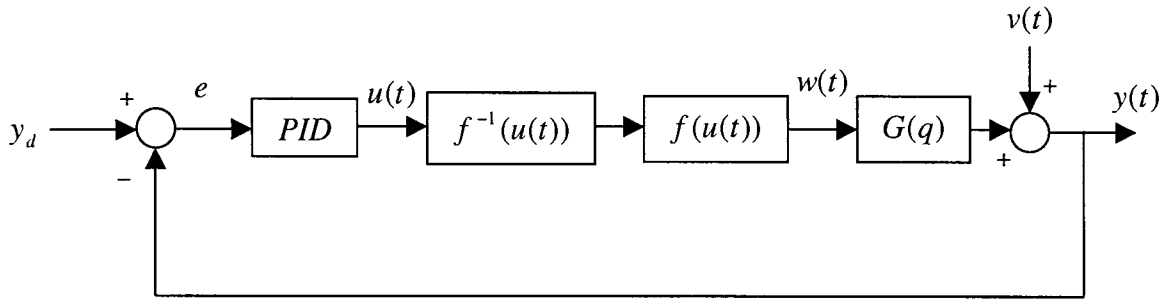 v(t)
+
e
u(t)
w(t)
+
y(t)
y_d
PID
f^{-1}(u(t))
f(u(t))
G(q)
+
−